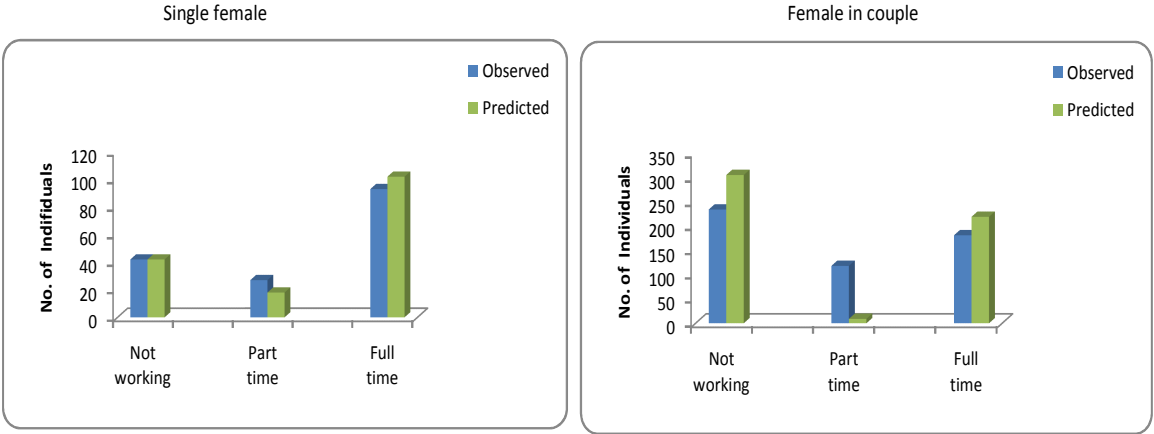 Single female
Observed
Predicted
No. of Indifiduals
120
100
80
60
40
20
0
Not working
Part time
Full time
Female in couple
Observed
Predicted
No. of Individuals
350
300
250
200
150
100
50
0
Not working
Part time
Full time